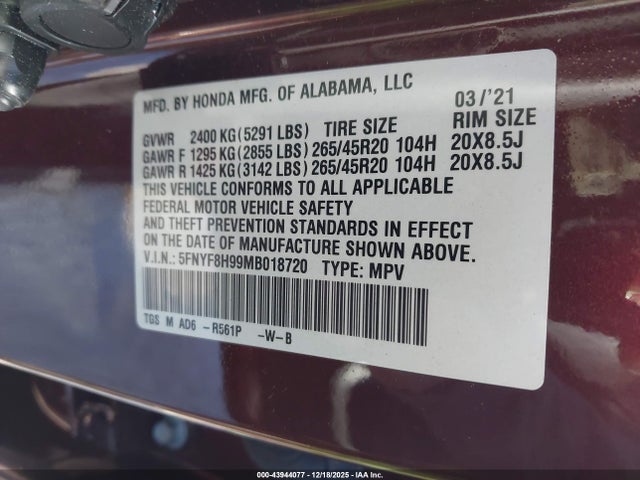 MFD. BY HONDA MFG. OF ALABAMA, LLC 03/'21
GVWR 2400 KG (5291 LBS) TIRE SIZE RIM SIZE
GAWR F 1295 KG (2855 LBS) 265/45R20 104H 20X8.5J
GAWR R 1425 KG (3142 LBS) 265/45R20 104H 20X8.5J
THIS VEHICLE CONFORMS TO ALL APPLICABLE
FEDERAL MOTOR VEHICLE SAFETY
AND THEFT PREVENTION STANDARDS IN EFFECT
ON THE DATE OF MANUFACTURE SHOWN ABOVE.
V.I.N.: 5FNYF8H99MB018720 TYPE: MPV
TGS M AD6 -R561P -W-B
000-43944077 - 12/18/2025 - IAA Inc.